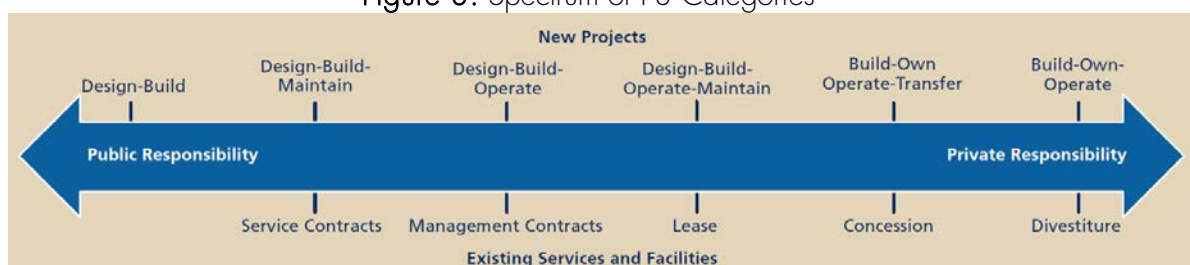 New Projects
Design-Build
Design-Build-
Maintain
Design-Build-
Operate
Design-Build-
Operate-Maintain
Build-Own
Operate-Transfer
Build-Own-
Operate
Public Responsibility
Private Responsibility
Service Contracts
Management Contracts
Lease
Concession
Divestiture
Existing Services and Facilities